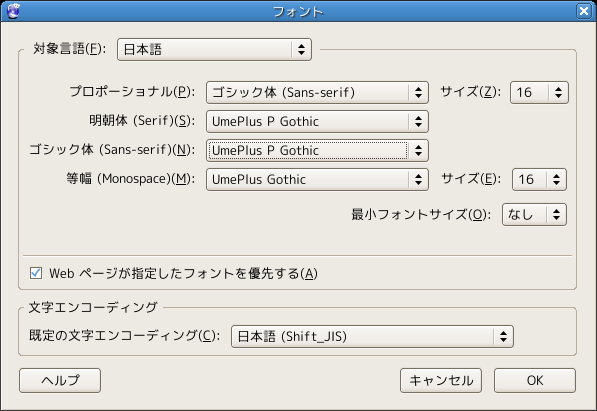 フォント
対象言語(F): 日本語
プロポーショナル(P): ゴシック体 (Sans-serif) サイズ(Z): 16
明朝体 (Serif)(S): UmePlus P Gothic
ゴシック体 (Sans-serif)(N): UmePlus P Gothic
等幅 (Monospace)(M): UmePlus Gothic サイズ(E): 16
最小フォントサイズ(O): なし
Web ページが指定したフォントを優先する(A)
文字エンコーディング
既定の文字エンコーディング(C): 日本語 (Shift_JIS)
ヘルプ キャンセル OK